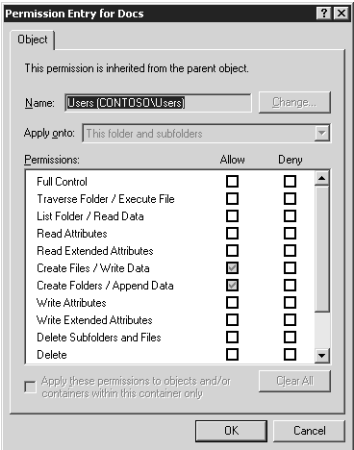 Permission Entry for Docs
Object
This permission is inherited from the parent object.
Name: Users (CONTOSO\Users) Change...
Apply onto: This folder and subfolders
Permissions: Allow Deny
Full Control
Traverse Folder / Execute File
List Folder / Read Data
Read Attributes
Read Extended Attributes
Create Files / Write Data
Create Folders / Append Data
Write Attributes
Write Extended Attributes
Delete Subfolders and Files
Delete
Apply these permissions to objects and/or
containers within this container only
Clear All
OK Cancel